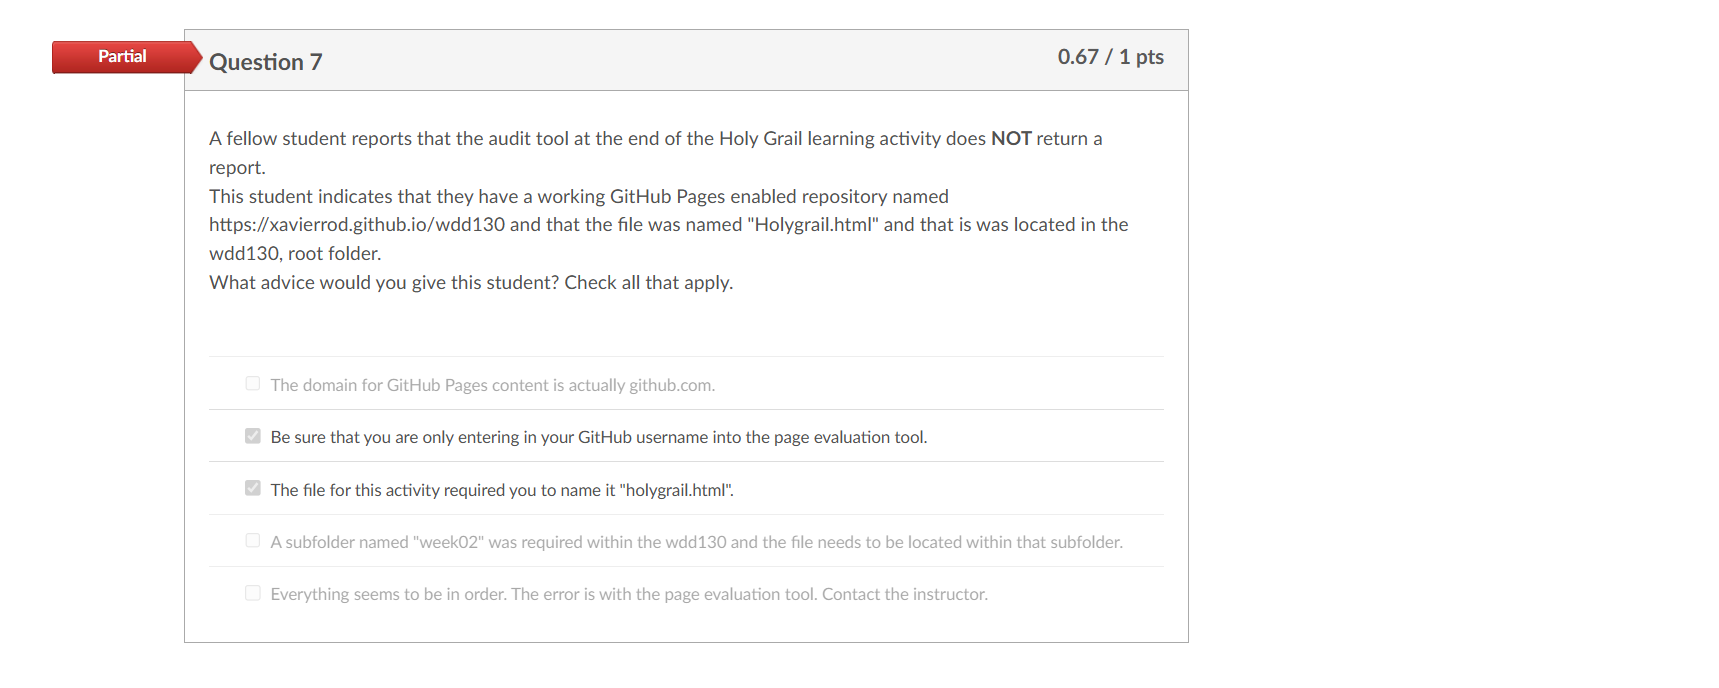 Partial
Question 7
0.67 / 1 pts
A fellow student reports that the audit tool at the end of the Holy Grail learning activity does NOT return a
report.
This student indicates that they have a working GitHub Pages enabled repository named
https://xavierrod.github.io/wdd130 and that the file was named "Holygrail.html" and that is was located in the
wdd130, root folder.
What advice would you give this student? Check all that apply.
The domain for GitHub Pages content is actually github.com.
Be sure that you are only entering in your GitHub username into the page evaluation tool.
The file for this activity required you to name it "holygrail.html".
A subfolder named "week02" was required within the wdd130 and the file needs to be located within that subfolder.
Everything seems to be in order. The error is with the page evaluation tool. Contact the instructor.